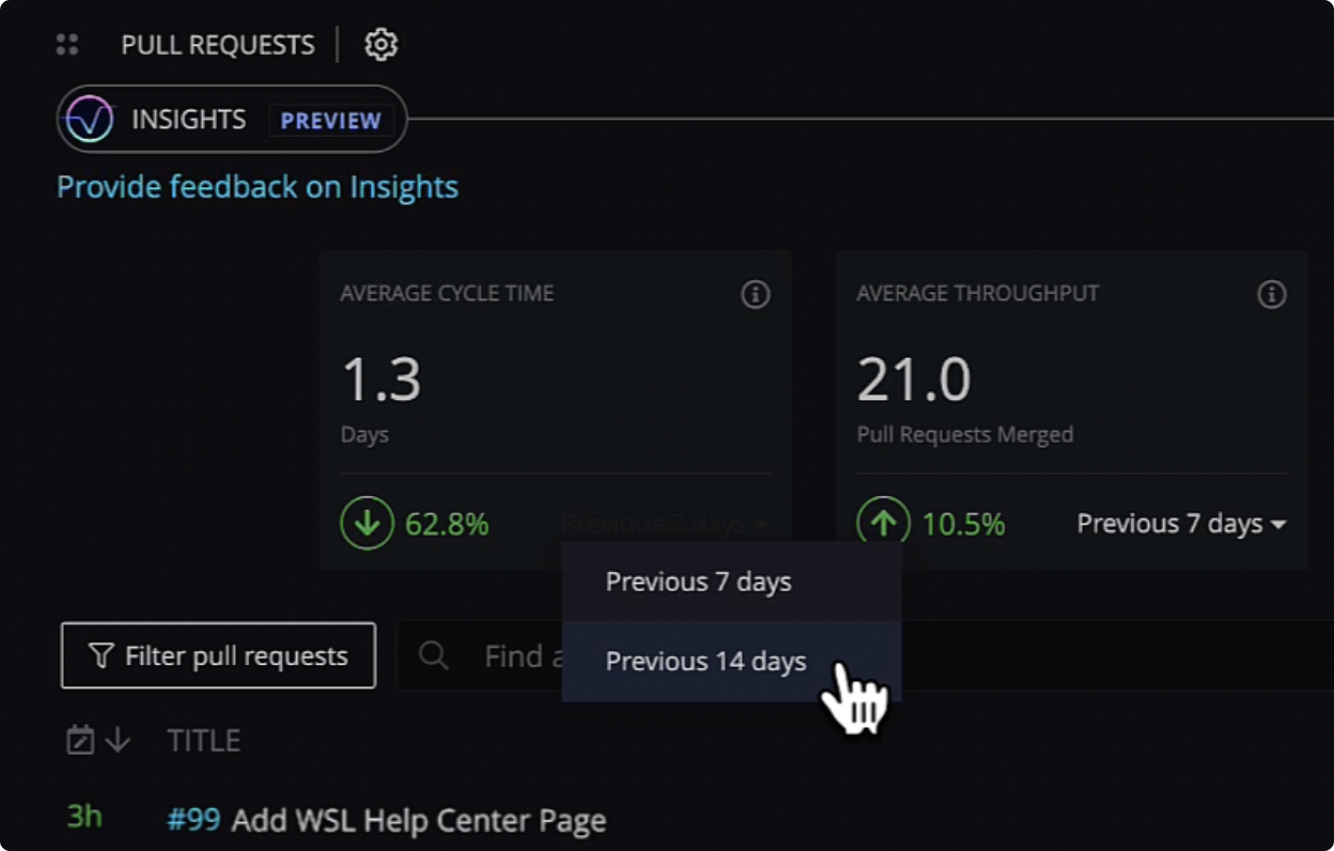 PULL REQUESTS
INSIGHTS PREVIEW
Provide feedback on Insights
AVERAGE CYCLE TIME
1.3
Days
62.8% Previous 7 days
AVERAGE THROUGHPUT
21.0
Pull Requests Merged
10.5% Previous 7 days
Previous 7 days
Previous 14 days
Filter pull requests
Find
TITLE
3h #99 Add WSL Help Center Page